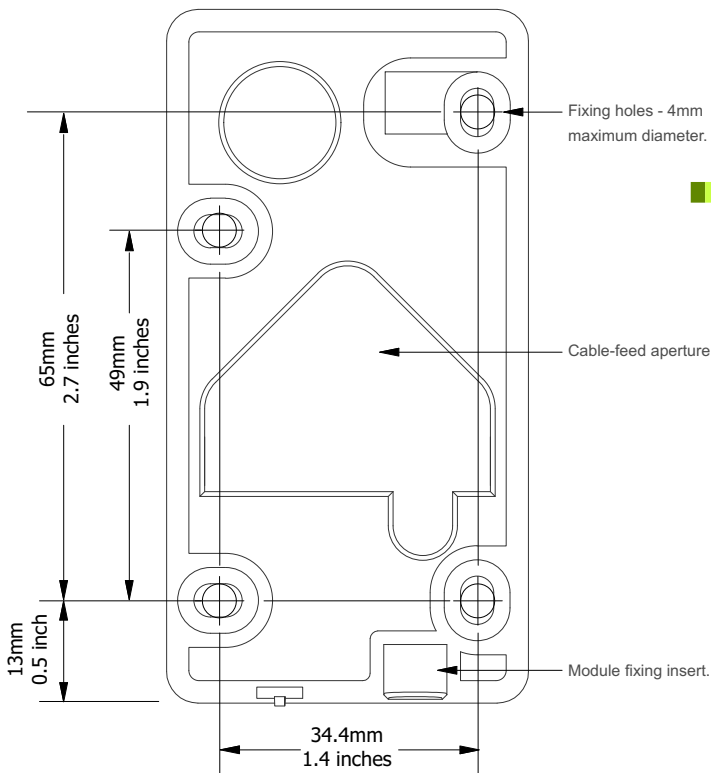 Fixing holes - 4mm
maximum diameter.
65mm
2.7 inches
49mm
1.9 inches
Cable-feed aperture
13mm
0.5 inch
Module fixing insert.
34.4mm
1.4 inches